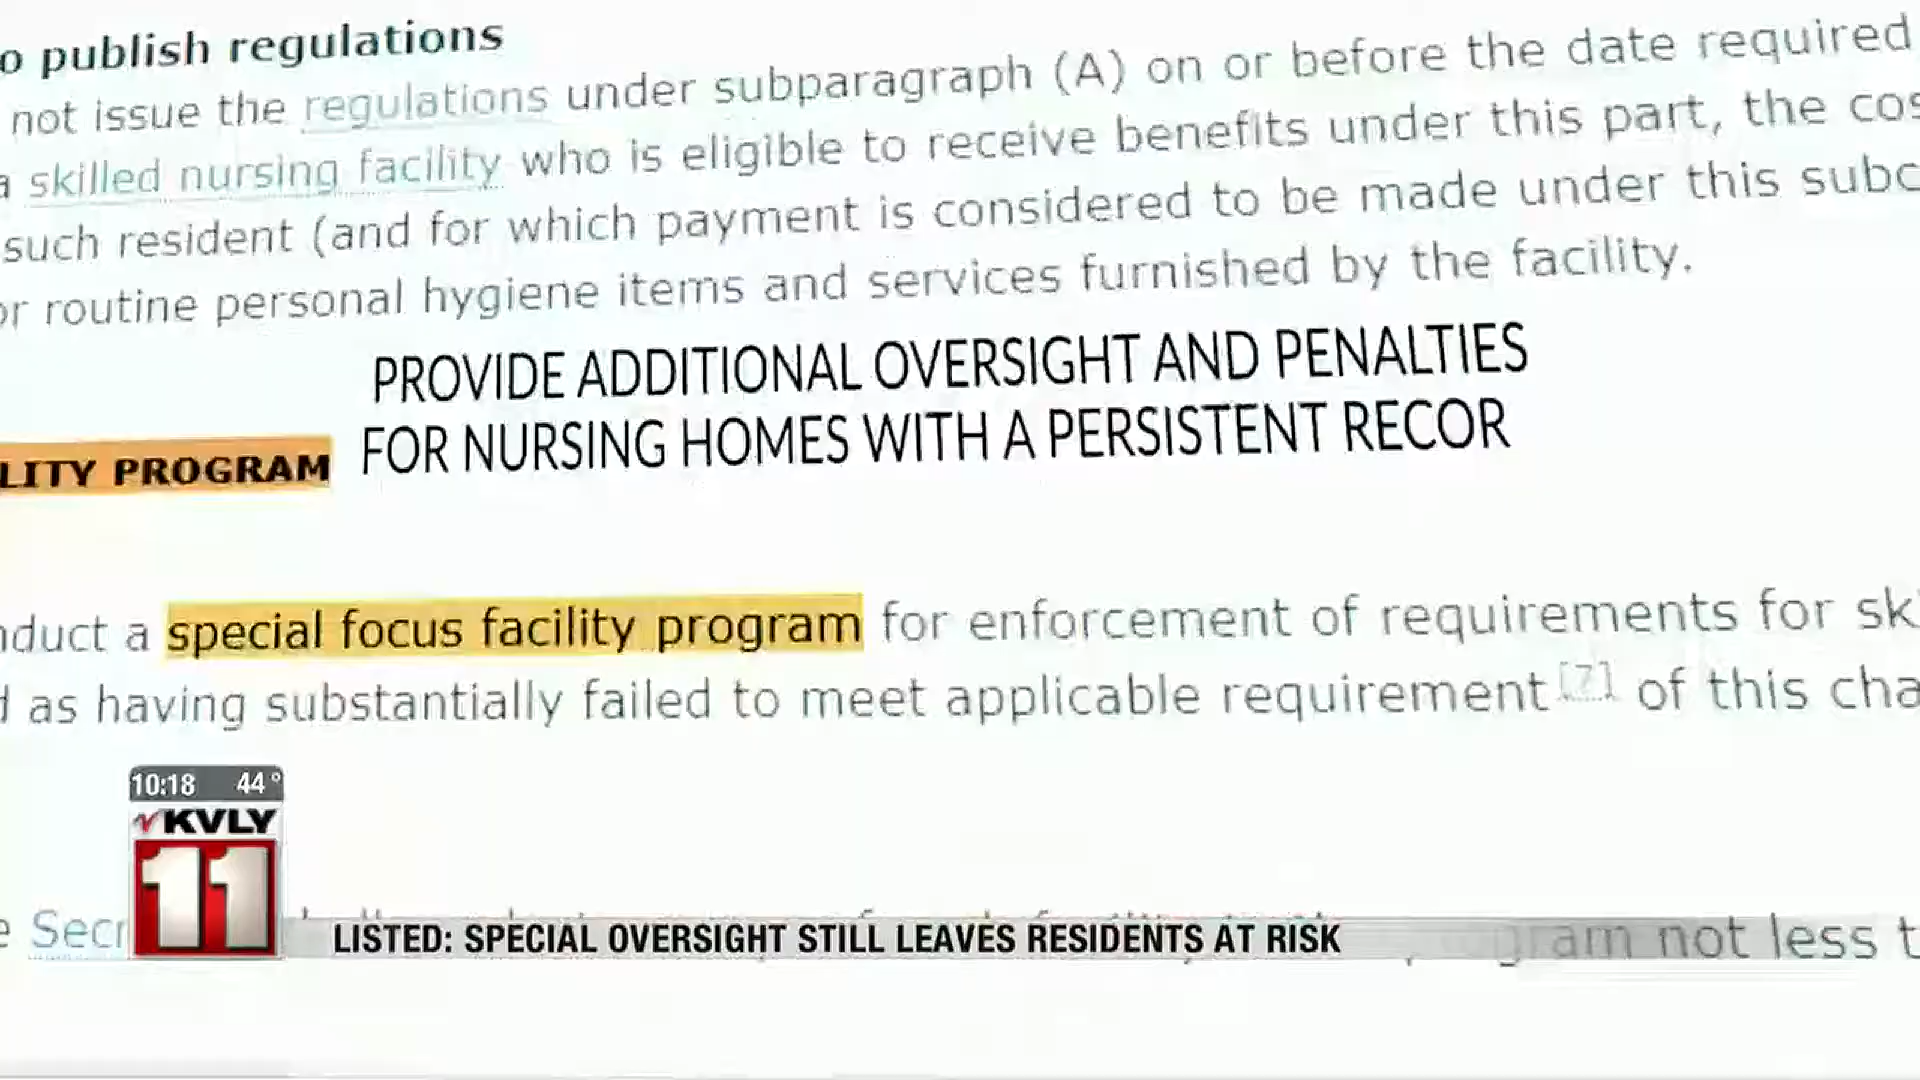 o publish regulations
not issue the regulations under subparagraph (A) on or before the date required
a skilled nursing facility who is eligible to receive benefits under this part, the cos
such resident (and for which payment is considered to be made under this subc
or routine personal hygiene items and services furnished by the facility.
PROVIDE ADDITIONAL OVERSIGHT AND PENALTIES
FOR NURSING HOMES WITH A PERSISTENT RECOR
LITY PROGRAM
nduct a special focus facility program for enforcement of requirements for sk
d as having substantially failed to meet applicable requirement [7] of this cha
10:18 44°
KVLY
11
e Secr
LISTED: SPECIAL OVERSIGHT STILL LEAVES RESIDENTS AT RISK
gram not less t